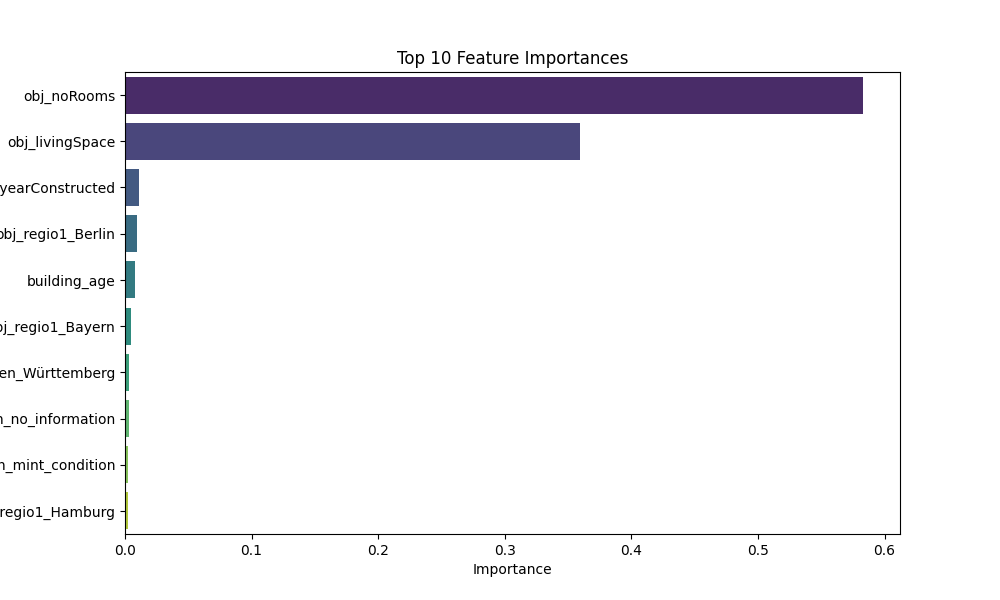 Top 10 Feature Importances
obj_noRooms
obj_livingSpace
yearConstructed
obj_regio1_Berlin
building_age
bj_regio1_Bayern
en_Württemberg
n_no_information
n_mint_condition
regio1_Hamburg
0.0 0.1 0.2 0.3 0.4 0.5 0.6
Importance